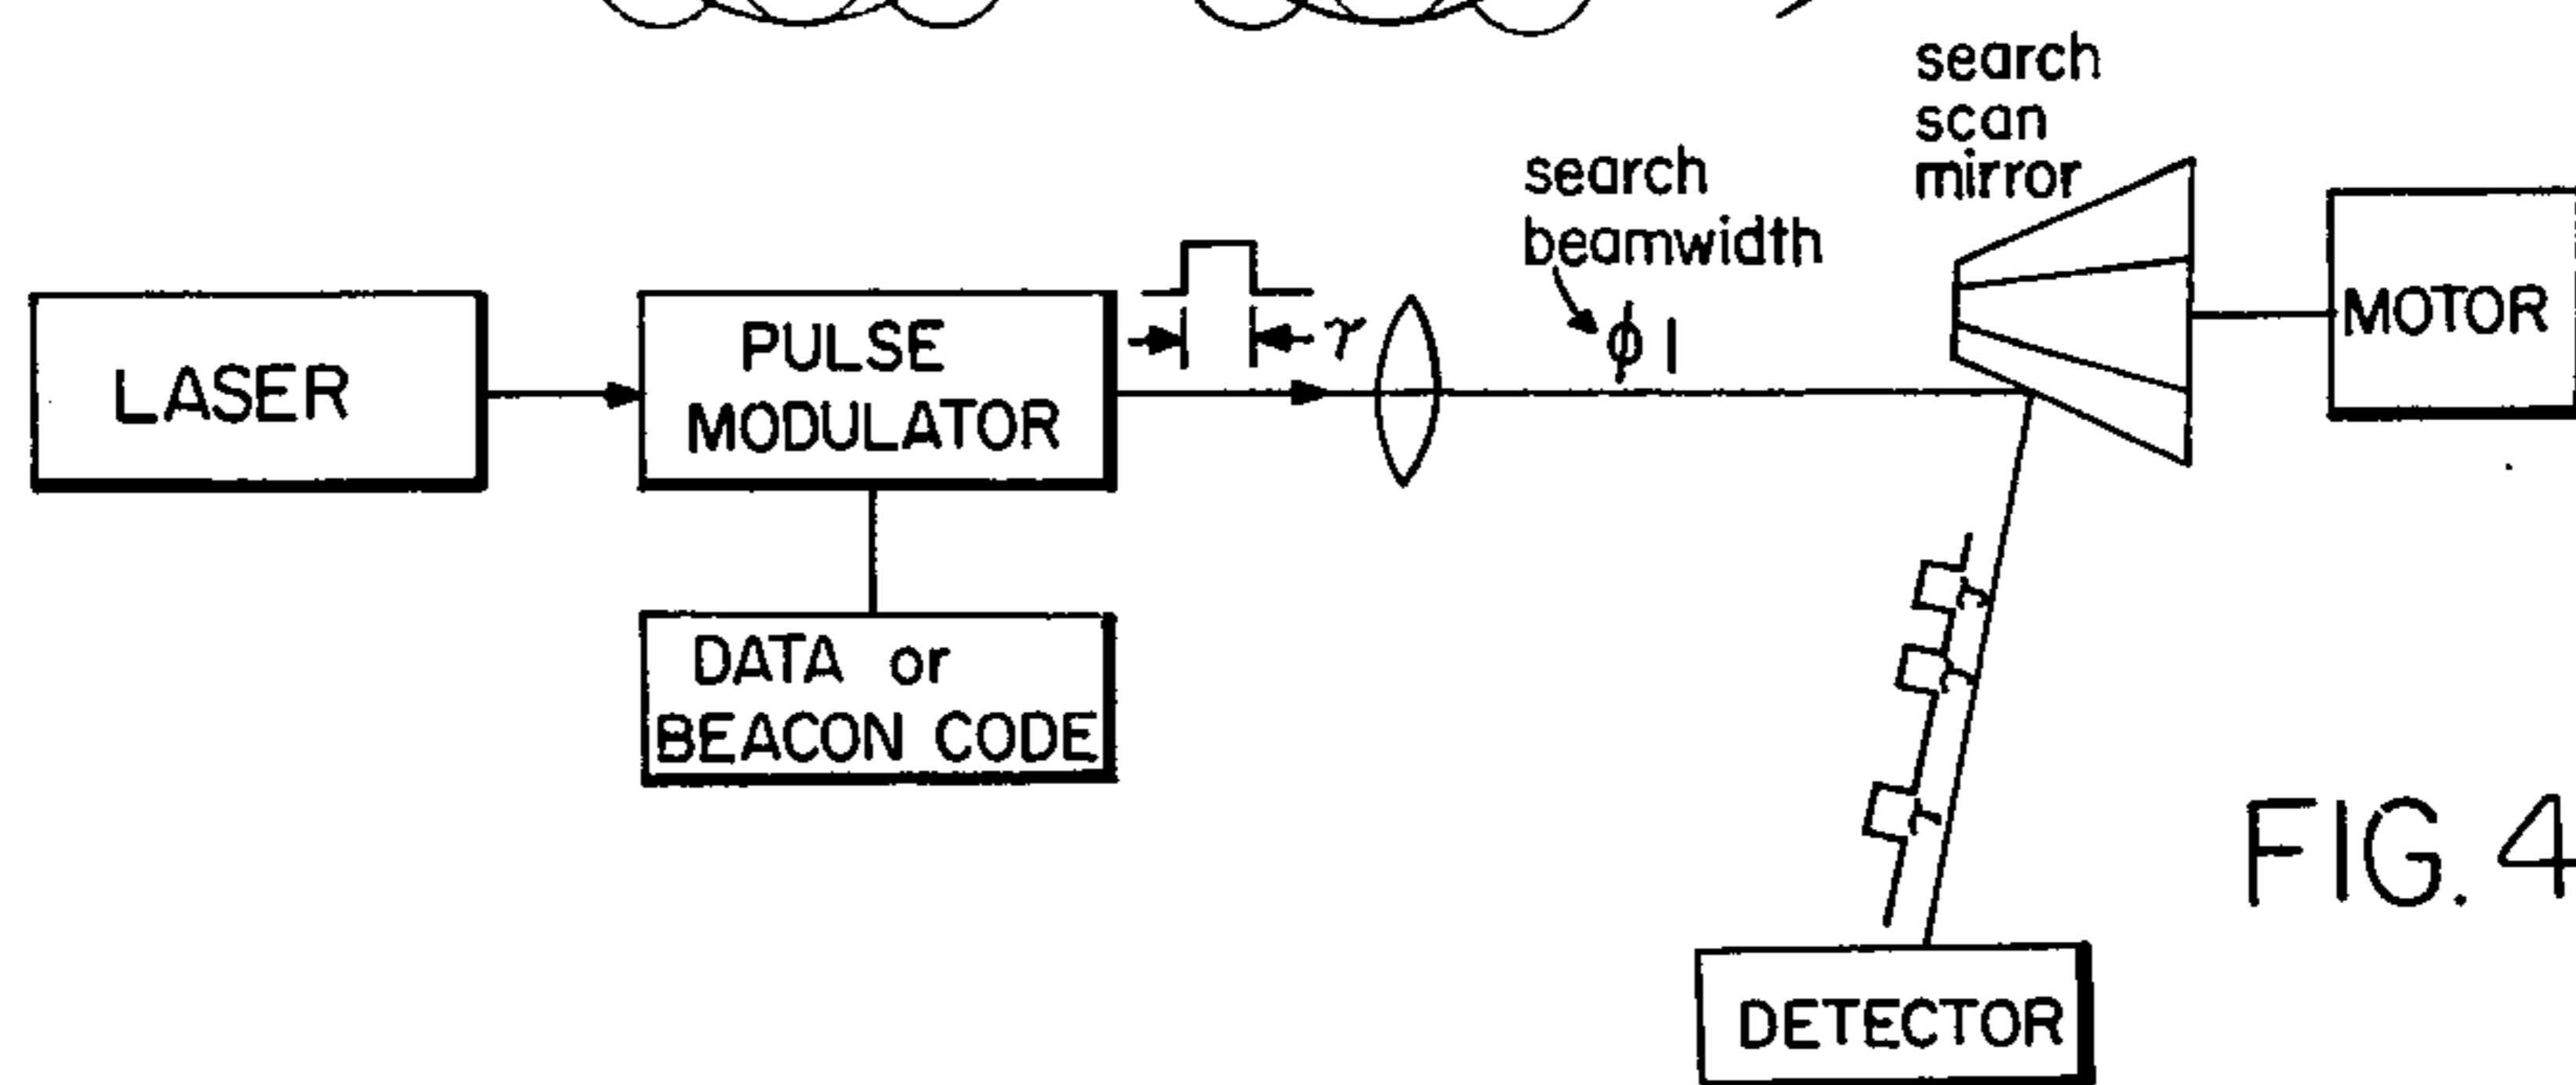 search
scan
mirror
search
beamwidth
ϕ1
LASER
PULSE
MODULATOR
τ
MOTOR
DATA or
BEACON CODE
τ
τ
τ
FIG. 4
DETECTOR